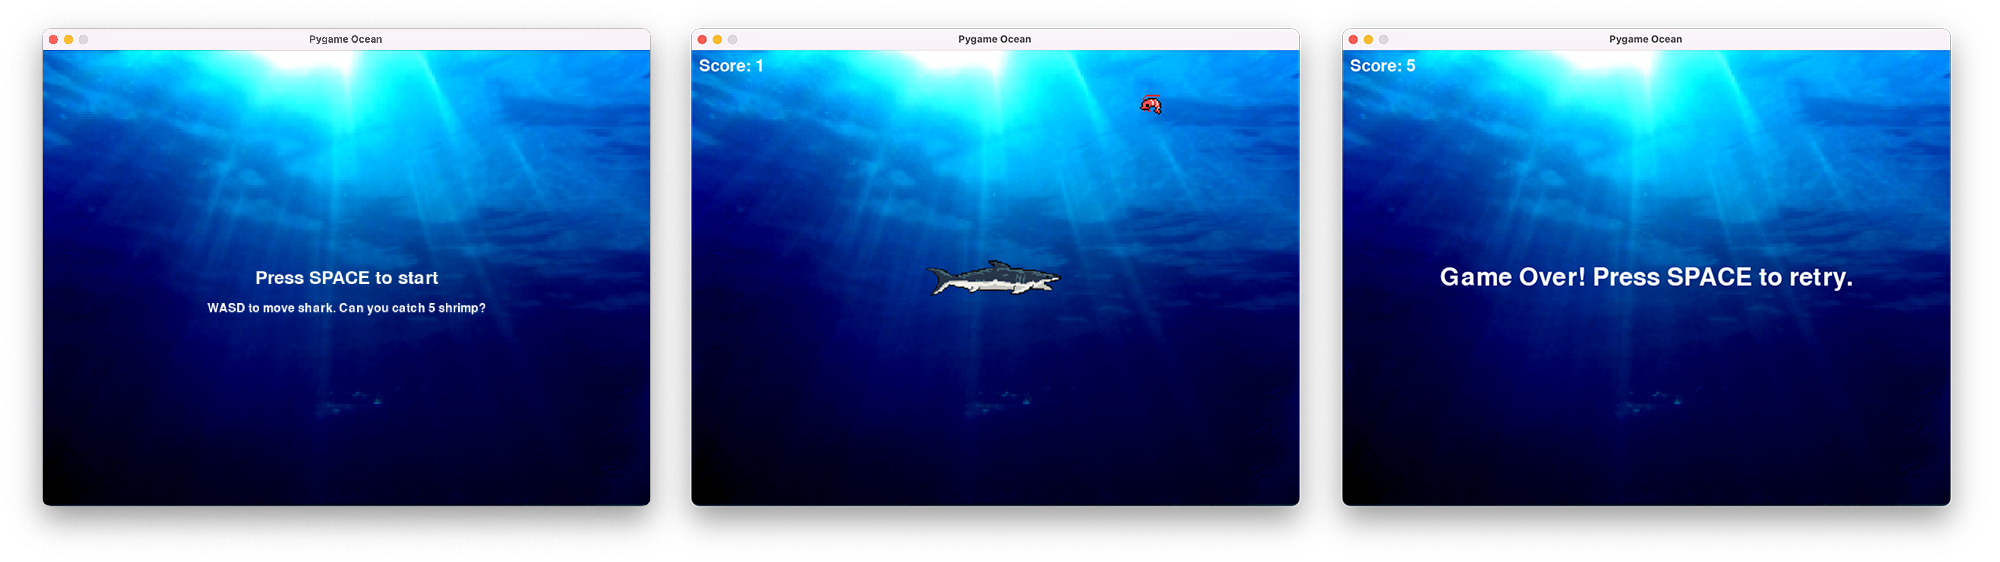 Pygame Ocean
Press SPACE to start
WASD to move shark. Can you catch 5 shrimp?
Pygame Ocean
Score: 1
Pygame Ocean
Score: 5
Game Over! Press SPACE to retry.